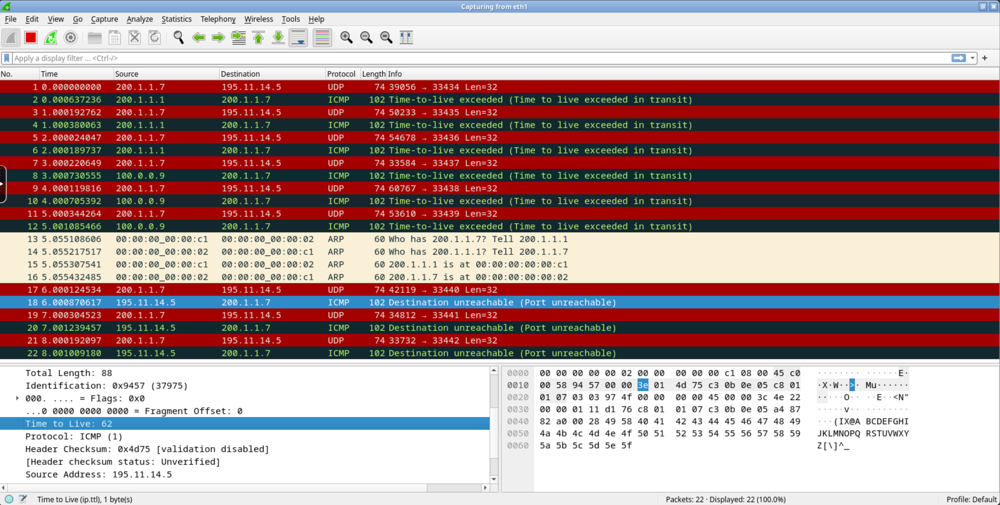 Capturing from eth1
File Edit View Go Capture Analyze Statistics Telephony Wireless Tools Help
Apply a display filter ... <Ctrl-/>
No. Time Source Destination Protocol Length Info
1 0.000000000 200.1.1.7 195.11.14.5 UDP 74 39056 → 33434 Len=32
2 0.000637236 200.1.1.1 200.1.1.7 ICMP 102 Time-to-live exceeded (Time to live exceeded in transit)
3 1.000192762 200.1.1.7 195.11.14.5 UDP 74 50233 → 33435 Len=32
4 1.000380063 200.1.1.1 200.1.1.7 ICMP 102 Time-to-live exceeded (Time to live exceeded in transit)
5 2.000024047 200.1.1.7 195.11.14.5 UDP 74 54678 → 33436 Len=32
6 2.000189737 200.1.1.1 200.1.1.7 ICMP 102 Time-to-live exceeded (Time to live exceeded in transit)
7 3.000220649 200.1.1.7 195.11.14.5 UDP 74 33584 → 33437 Len=32
8 3.000730555 100.0.0.9 200.1.1.7 ICMP 102 Time-to-live exceeded (Time to live exceeded in transit)
9 4.000119816 200.1.1.7 195.11.14.5 UDP 74 60767 → 33438 Len=32
10 4.000705392 100.0.0.9 200.1.1.7 ICMP 102 Time-to-live exceeded (Time to live exceeded in transit)
11 5.000344264 200.1.1.7 195.11.14.5 UDP 74 53610 → 33439 Len=32
12 5.001085466 100.0.0.9 200.1.1.7 ICMP 102 Time-to-live exceeded (Time to live exceeded in transit)
13 5.055108606 00:00:00_00:00:c1 00:00:00_00:00:02 ARP 60 Who has 200.1.1.7? Tell 200.1.1.1
14 5.055217517 00:00:00_00:00:02 00:00:00_00:00:c1 ARP 60 Who has 200.1.1.1? Tell 200.1.1.7
15 5.055307541 00:00:00_00:00:c1 00:00:00_00:00:02 ARP 60 200.1.1.1 is at 00:00:00:00:00:c1
16 5.055432485 00:00:00_00:00:02 00:00:00_00:00:c1 ARP 60 200.1.1.7 is at 00:00:00:00:00:02
17 6.000124534 200.1.1.7 195.11.14.5 UDP 74 42119 → 33440 Len=32
18 6.000870617 195.11.14.5 200.1.1.7 ICMP 102 Destination unreachable (Port unreachable)
19 7.000304523 200.1.1.7 195.11.14.5 UDP 74 34812 → 33441 Len=32
20 7.001239457 195.11.14.5 200.1.1.7 ICMP 102 Destination unreachable (Port unreachable)
21 8.000192097 200.1.1.7 195.11.14.5 UDP 74 33732 → 33442 Len=32
22 8.001009180 195.11.14.5 200.1.1.7 ICMP 102 Destination unreachable (Port unreachable)
Total Length: 88
Identification: 0x9457 (37975)
000. .... = Flags: 0x0
...0 0000 0000 0000 = Fragment Offset: 0
Time to Live: 62
Protocol: ICMP (1)
Header Checksum: 0x4d75 [validation disabled]
[Header checksum status: Unverified]
Source Address: 195.11.14.5
0000 00 00 00 00 00 02 00 00 00 00 00 c1 08 00 45 c0 ········ ······E·
0010 00 58 94 57 00 00 3e 01 4d 75 c3 0b 0e 05 c8 01 ·X·W··>· Mu······
0020 01 07 03 03 97 4f 00 00 00 00 45 00 00 3c 4e 22 ·····O·· ··E··<N"
0030 00 00 01 11 d1 76 c8 01 01 07 c3 0b 0e 05 a4 87 ·····v·· ········
0040 82 a0 00 28 49 58 40 41 42 43 44 45 46 47 48 49 ···(IX@A BCDEFGHI
0050 4a 4b 4c 4d 4e 4f 50 51 52 53 54 55 56 57 58 59 JKLMNOPQ RSTUVWXY
0060 5a 5b 5c 5d 5e 5f Z[\]^_
Time to Live (ip.ttl), 1 byte(s) Packets: 22 · Displayed: 22 (100.0%) Profile: Default